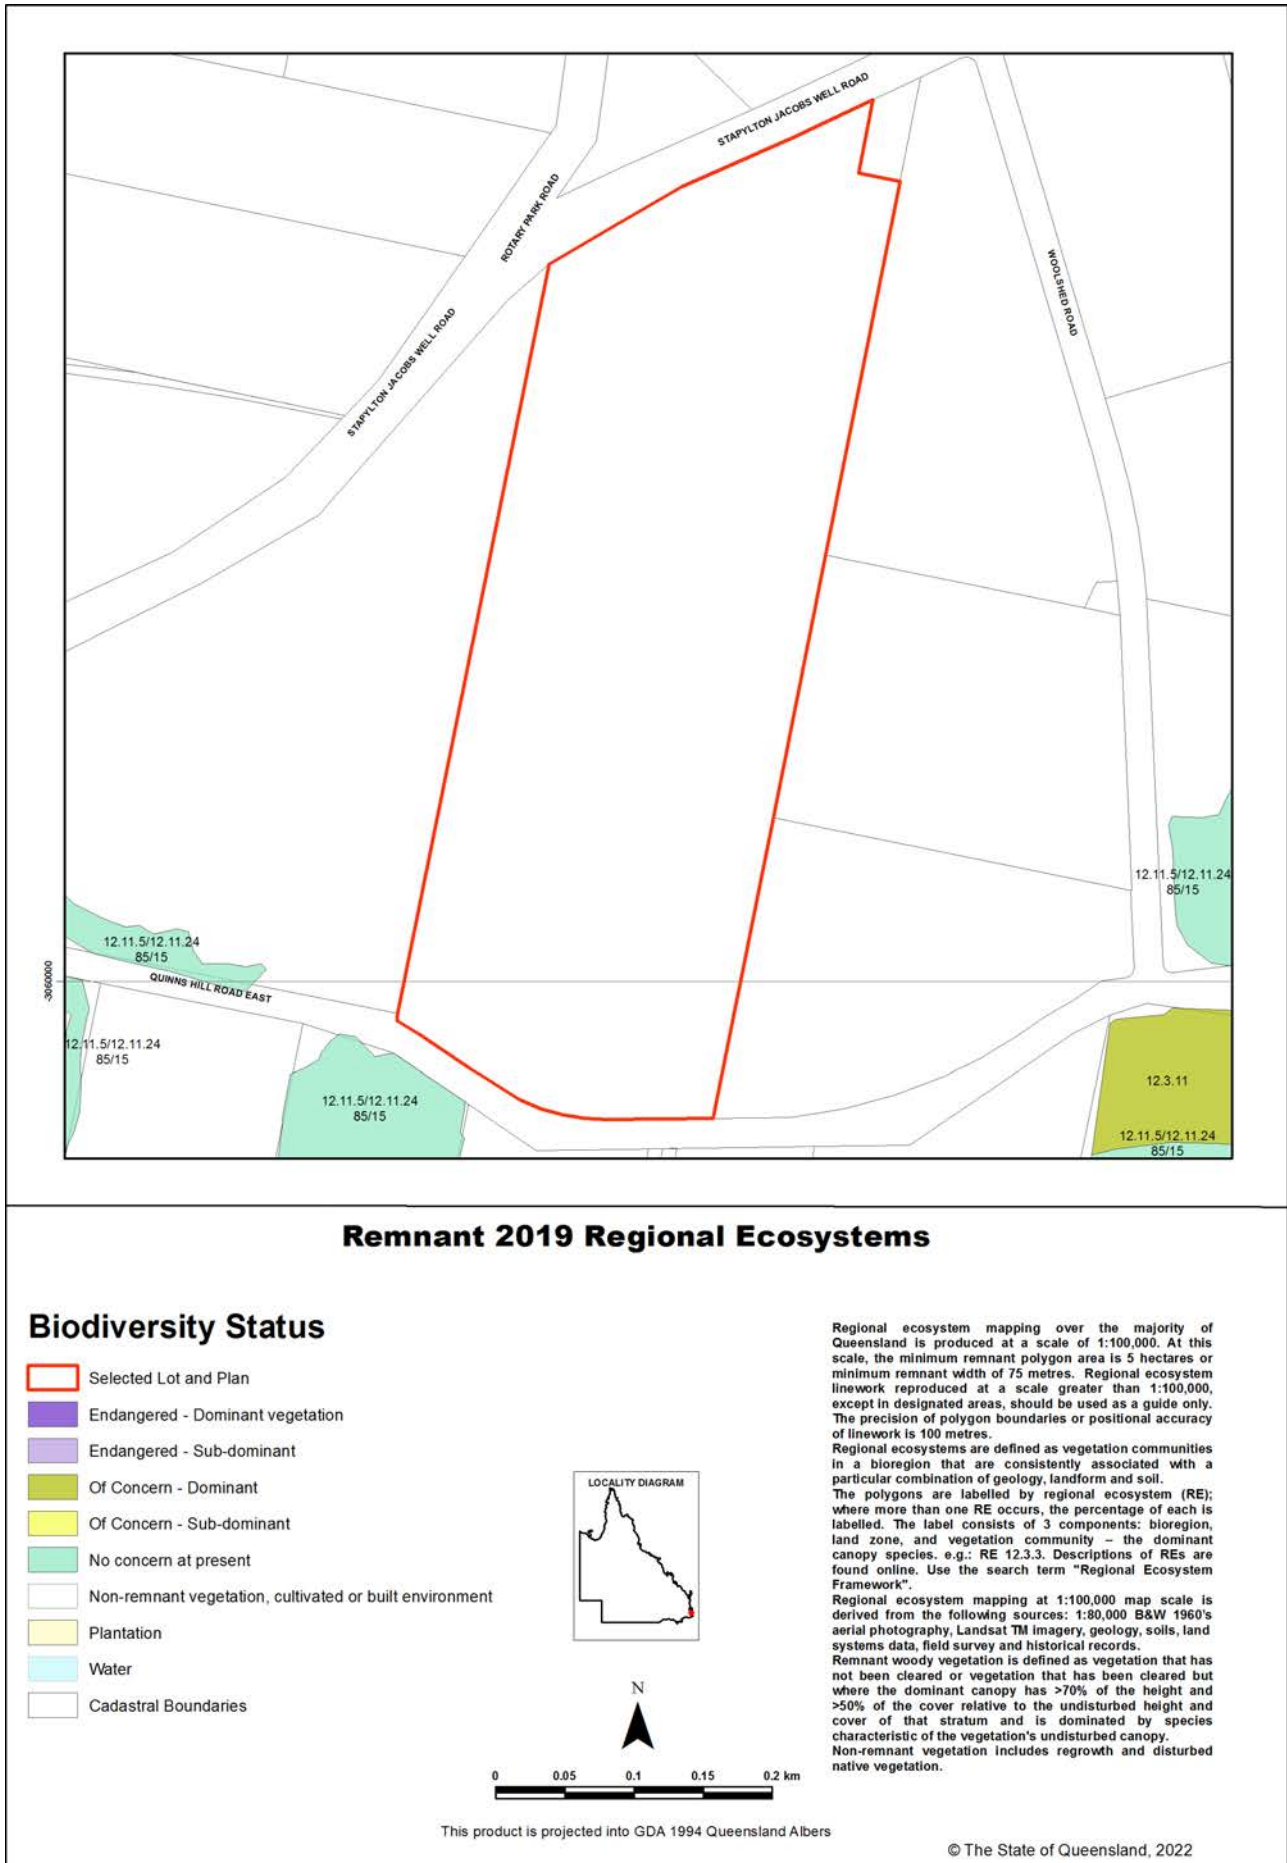 STAPYLTON JACOBS WELL ROAD
ROTARY PARK ROAD
WOOLSHED ROAD
STAPYLTON JACOBS WELL ROAD
12.11.5/12.11.24
85/15
12.11.5/12.11.24
85/15
-3060000
QUINNS HILL ROAD EAST
12.11.5/12.11.24
85/15
12.11.5/12.11.24
85/15
12.3.11
12.11.5/12.11.24
85/15
Remnant 2019 Regional Ecosystems
Biodiversity Status
Selected Lot and Plan
Endangered - Dominant vegetation
Endangered - Sub-dominant
Of Concern - Dominant
Of Concern - Sub-dominant
No concern at present
Non-remnant vegetation, cultivated or built environment
Plantation
Water
Cadastral Boundaries
LOCALITY DIAGRAM
N
0 0.05 0.1 0.15 0.2 km
This product is projected into GDA 1994 Queensland Albers
Regional ecosystem mapping over the majority of
Queensland is produced at a scale of 1:100,000. At this
scale, the minimum remnant polygon area is 5 hectares or
minimum remnant width of 75 metres. Regional ecosystem
linework reproduced at a scale greater than 1:100,000,
except in designated areas, should be used as a guide only.
The precision of polygon boundaries or positional accuracy
of linework is 100 metres.
Regional ecosystems are defined as vegetation communities
in a bioregion that are consistently associated with a
particular combination of geology, landform and soil.
The polygons are labelled by regional ecosystem (RE);
where more than one RE occurs, the percentage of each is
labelled. The label consists of 3 components: bioregion,
land zone, and vegetation community – the dominant
canopy species. e.g.: RE 12.3.3. Descriptions of REs are
found online. Use the search term "Regional Ecosystem
Framework".
Regional ecosystem mapping at 1:100,000 map scale is
derived from the following sources: 1:80,000 B&W 1960's
aerial photography, Landsat TM imagery, geology, soils, land
systems data, field survey and historical records.
Remnant woody vegetation is defined as vegetation that has
not been cleared or vegetation that has been cleared but
where the dominant canopy has >70% of the height and
>50% of the cover relative to the undisturbed height and
cover of that stratum and is dominated by species
characteristic of the vegetation's undisturbed canopy.
Non-remnant vegetation includes regrowth and disturbed
native vegetation.
© The State of Queensland, 2022